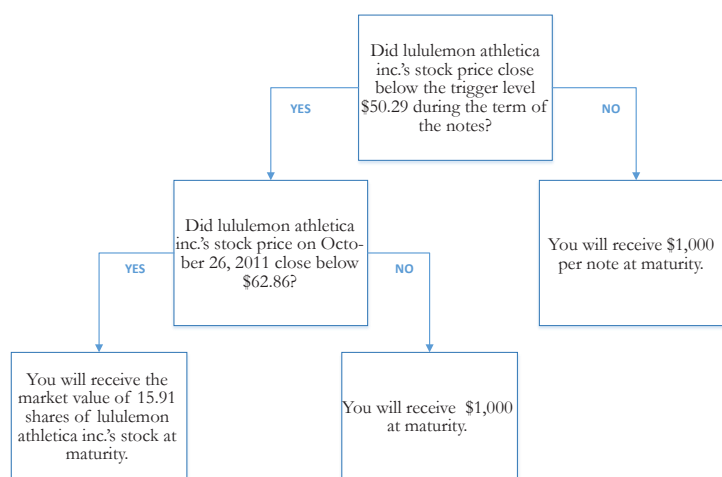 Did lululemon athletica
inc.'s stock price close
below the trigger level
$50.29 during the term of
the notes?
YES
NO
Did lululemon athletica
inc.'s stock price on Octo-
ber 26, 2011 close below
$62.86?
You will receive $1,000
per note at maturity.
YES
NO
You will receive the
market value of 15.91
shares of lululemon
athletica inc.'s stock at
maturity.
You will receive $1,000
at maturity.